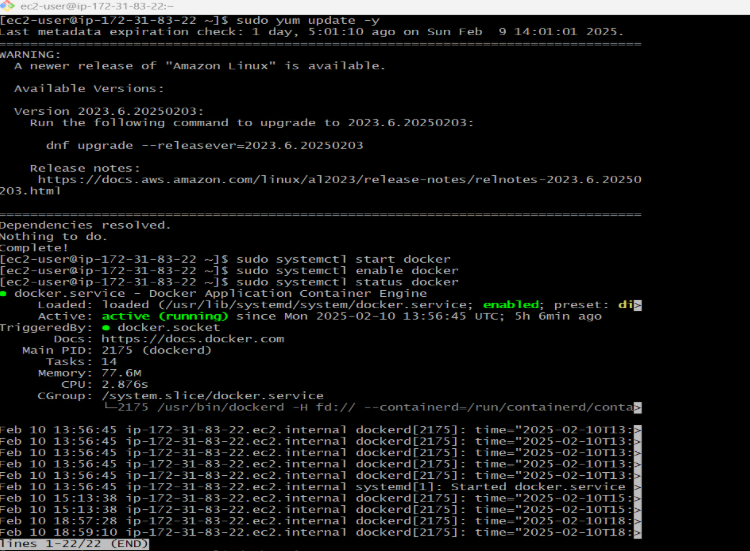 ec2-user@ip-172-31-83-22:~
[ec2-user@ip-172-31-83-22 ~]$ sudo yum update -y
Last metadata expiration check: 1 day, 5:01:10 ago on Sun Feb  9 14:01:01 2025.
================================================================================
WARNING:
  A newer release of "Amazon Linux" is available.
  Available Versions:
  Version 2023.6.20250203:
    Run the following command to upgrade to 2023.6.20250203:
      dnf upgrade --releasever=2023.6.20250203
    Release notes:
     https://docs.aws.amazon.com/linux/al2023/release-notes/relnotes-2023.6.20250
203.html
================================================================================
Dependencies resolved.
Nothing to do.
Complete!
[ec2-user@ip-172-31-83-22 ~]$ sudo systemctl start docker
[ec2-user@ip-172-31-83-22 ~]$ sudo systemctl enable docker
[ec2-user@ip-172-31-83-22 ~]$ sudo systemctl status docker
● docker.service - Docker Application Container Engine
     Loaded: loaded (/usr/lib/systemd/system/docker.service; enabled; preset: di>
     Active: active (running) since Mon 2025-02-10 13:56:45 UTC; 5h 6min ago
TriggeredBy: ● docker.socket
       Docs: https://docs.docker.com
   Main PID: 2175 (dockerd)
      Tasks: 14
     Memory: 77.6M
        CPU: 2.876s
     CGroup: /system.slice/docker.service
             └─2175 /usr/bin/dockerd -H fd:// --containerd=/run/containerd/conta>
Feb 10 13:56:45 ip-172-31-83-22.ec2.internal dockerd[2175]: time="2025-02-10T13:>
Feb 10 13:56:45 ip-172-31-83-22.ec2.internal dockerd[2175]: time="2025-02-10T13:>
Feb 10 13:56:45 ip-172-31-83-22.ec2.internal dockerd[2175]: time="2025-02-10T13:>
Feb 10 13:56:45 ip-172-31-83-22.ec2.internal dockerd[2175]: time="2025-02-10T13:>
Feb 10 13:56:45 ip-172-31-83-22.ec2.internal dockerd[2175]: time="2025-02-10T13:>
Feb 10 13:56:45 ip-172-31-83-22.ec2.internal systemd[1]: Started docker.service >
Feb 10 15:13:38 ip-172-31-83-22.ec2.internal dockerd[2175]: time="2025-02-10T15:>
Feb 10 15:13:38 ip-172-31-83-22.ec2.internal dockerd[2175]: time="2025-02-10T15:>
Feb 10 18:57:28 ip-172-31-83-22.ec2.internal dockerd[2175]: time="2025-02-10T18:>
Feb 10 18:59:10 ip-172-31-83-22.ec2.internal dockerd[2175]: time="2025-02-10T18:>
lines 1-22/22 (END)